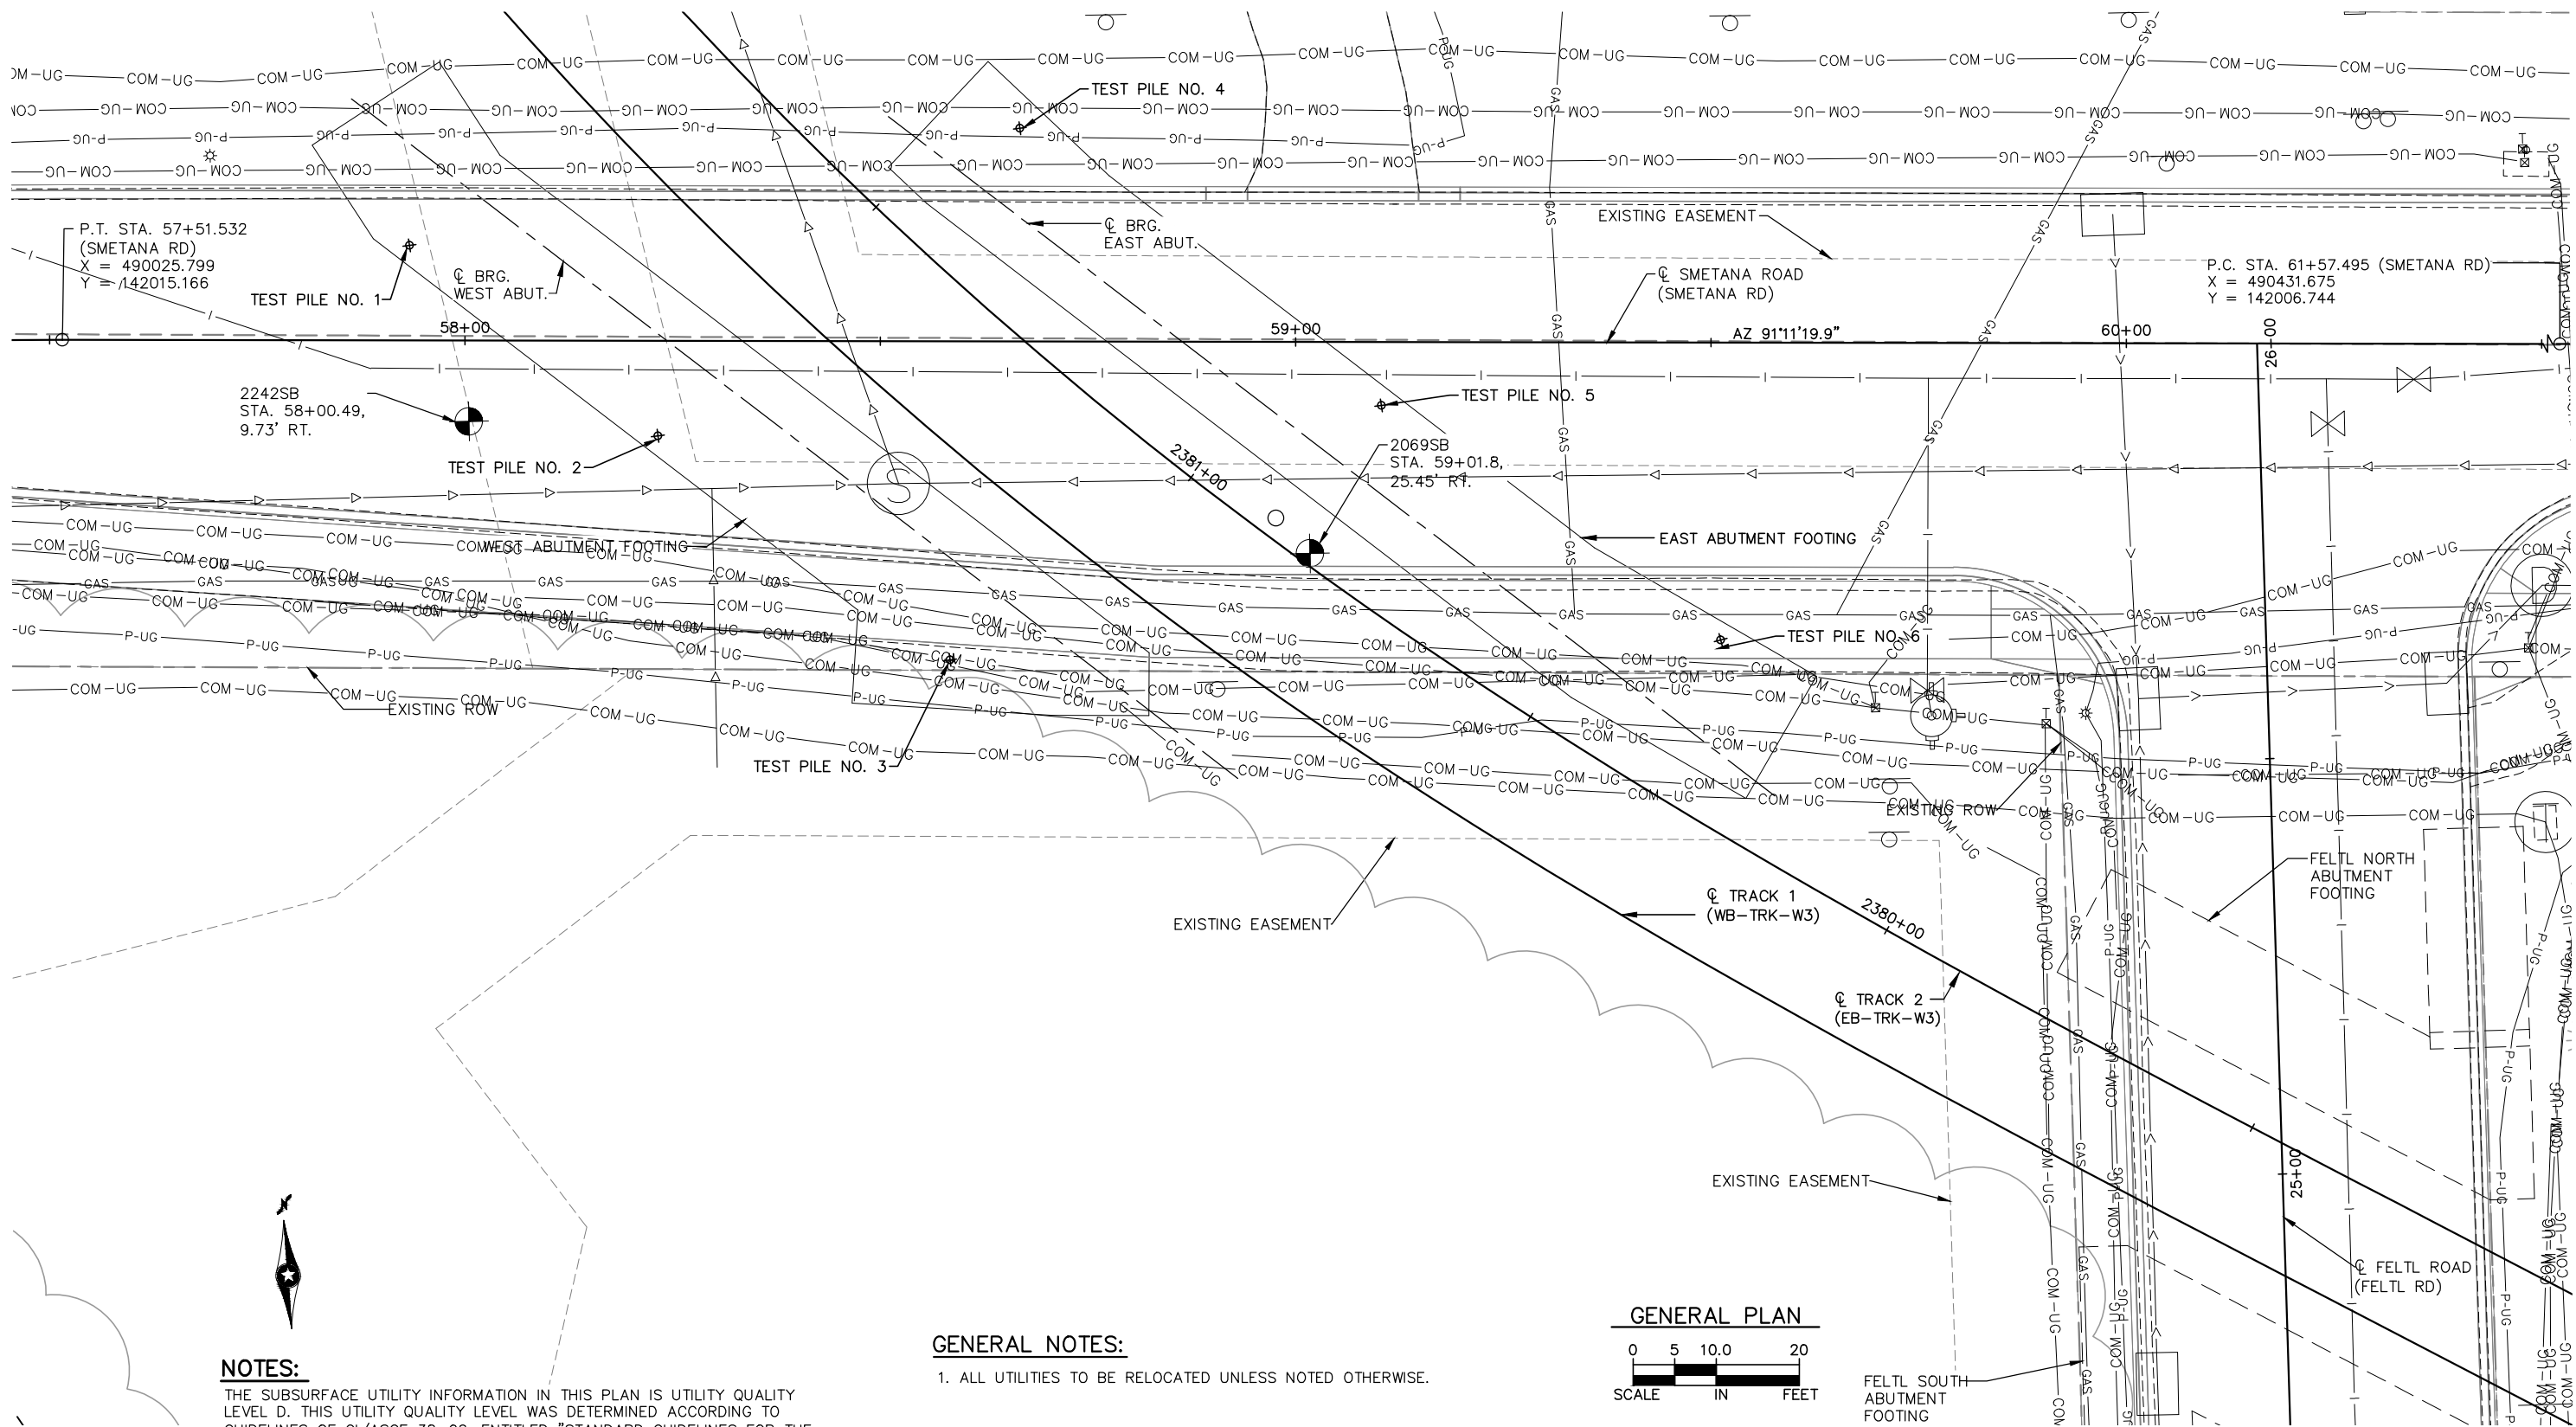 TEST PILE NO. 4
P.T. STA. 57+51.532
(SMETANA RD)
X = 490025.799
Y = 142015.166
TEST PILE NO. 1
℄ BRG.
WEST ABUT.
℄ BRG.
EAST ABUT.
EXISTING EASEMENT
℄ SMETANA ROAD
(SMETANA RD)
P.C. STA. 61+57.495 (SMETANA RD)
X = 490431.675
Y = 142006.744
58+00
59+00
AZ 91°11'19.9"
60+00
26+00
2242SB
STA. 58+00.49,
9.73' RT.
TEST PILE NO. 2
TEST PILE NO. 5
2069SB
STA. 59+01.8,
25.45' RT.
2381+00
S
WEST ABUTMENT FOOTING
EAST ABUTMENT FOOTING
TEST PILE NO. 6
EXISTING ROW
TEST PILE NO. 3
EXISTING ROW
COM-UG
P-UG
GAS
FELTL NORTH
ABUTMENT
FOOTING
EXISTING EASEMENT
℄ TRACK 1
(WB-TRK-W3)
2380+00
℄ TRACK 2
(EB-TRK-W3)
EXISTING EASEMENT
25+00
℄ FELTL ROAD
(FELTL RD)
N
GENERAL PLAN
0 5 10.0 20
SCALE IN FEET
FELTL SOUTH
ABUTMENT
FOOTING
GENERAL NOTES:
1. ALL UTILITIES TO BE RELOCATED UNLESS NOTED OTHERWISE.
NOTES:
THE SUBSURFACE UTILITY INFORMATION IN THIS PLAN IS UTILITY QUALITY
LEVEL D. THIS UTILITY QUALITY LEVEL WAS DETERMINED ACCORDING TO